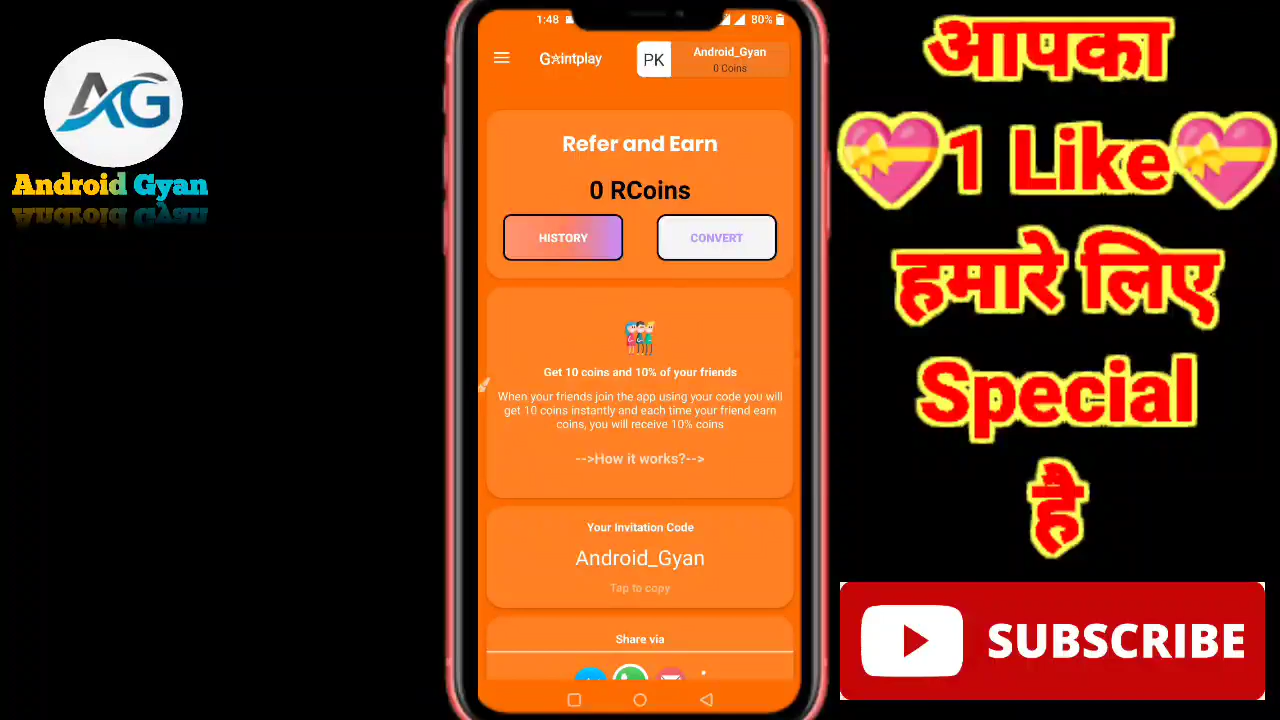 AG
Android Gyan
1:48
80%
G☆intplay
PK
Android_Gyan
0 Coins
Refer and Earn
0 RCoins
HISTORY
CONVERT
Get 10 coins and 10% of your friends
When your friends join the app using your code you will
get 10 coins instantly and each time your friend earn
coins, you will receive 10% coins
-->How it works?-->
Your Invitation Code
Android_Gyan
Tap to copy
Share via
आपका
💝1 Like💝
हमारे लिए
Special
है
SUBSCRIBE